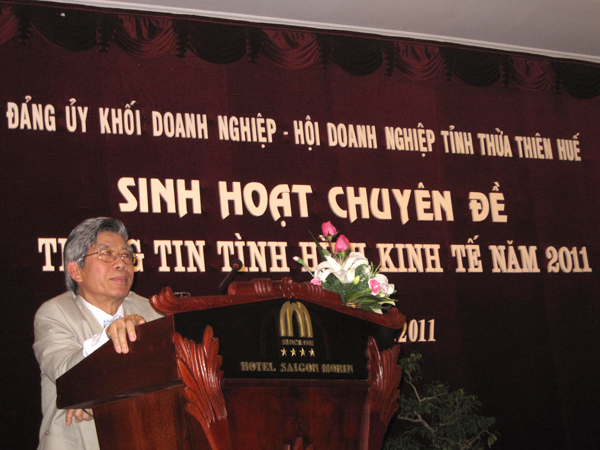 ĐẢNG ỦY KHỐI DOANH NGHIỆP - HỘI DOANH NGHIỆP TỈNH THỪA THIÊN HUẾ
SINH HOẠT CHUYÊN ĐỀ
TIN TÌNH KINH TẾ NĂM 2011
2011
HOTEL SAIGON MORIN